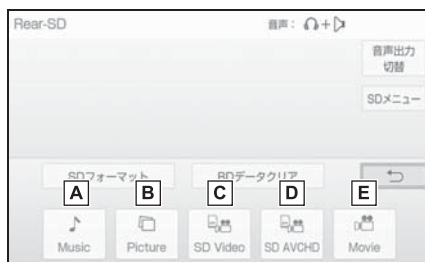 Rear-SD
音声：
音声出力
切替
SDメニュー
SDフォーマット
BDデータクリア
A
B
C
D
E
Music
Picture
SD Video
SD AVCHD
Movie